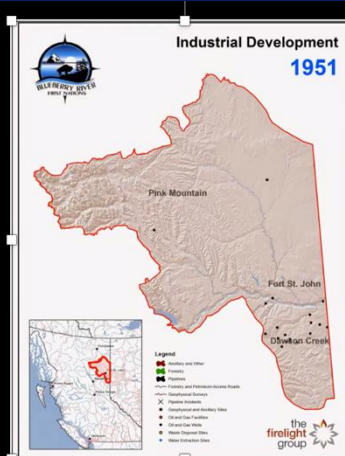 Industrial Development
1951
BLUEBERRY RIVER
FIRST NATIONS
Pink Mountain
Fort St. John
Dawson Creek
Legend
Ancillary and Other
Forestry
Pipelines
Forestry and Petroleum Access Roads
Geophysical Surveys
Pipeline Incidents
Geophysical and Ancillary Sites
Oil and Gas Facilities
Oil and Gas Wells
Waste Disposal Sites
Water Extraction Sites
the
firelight
group